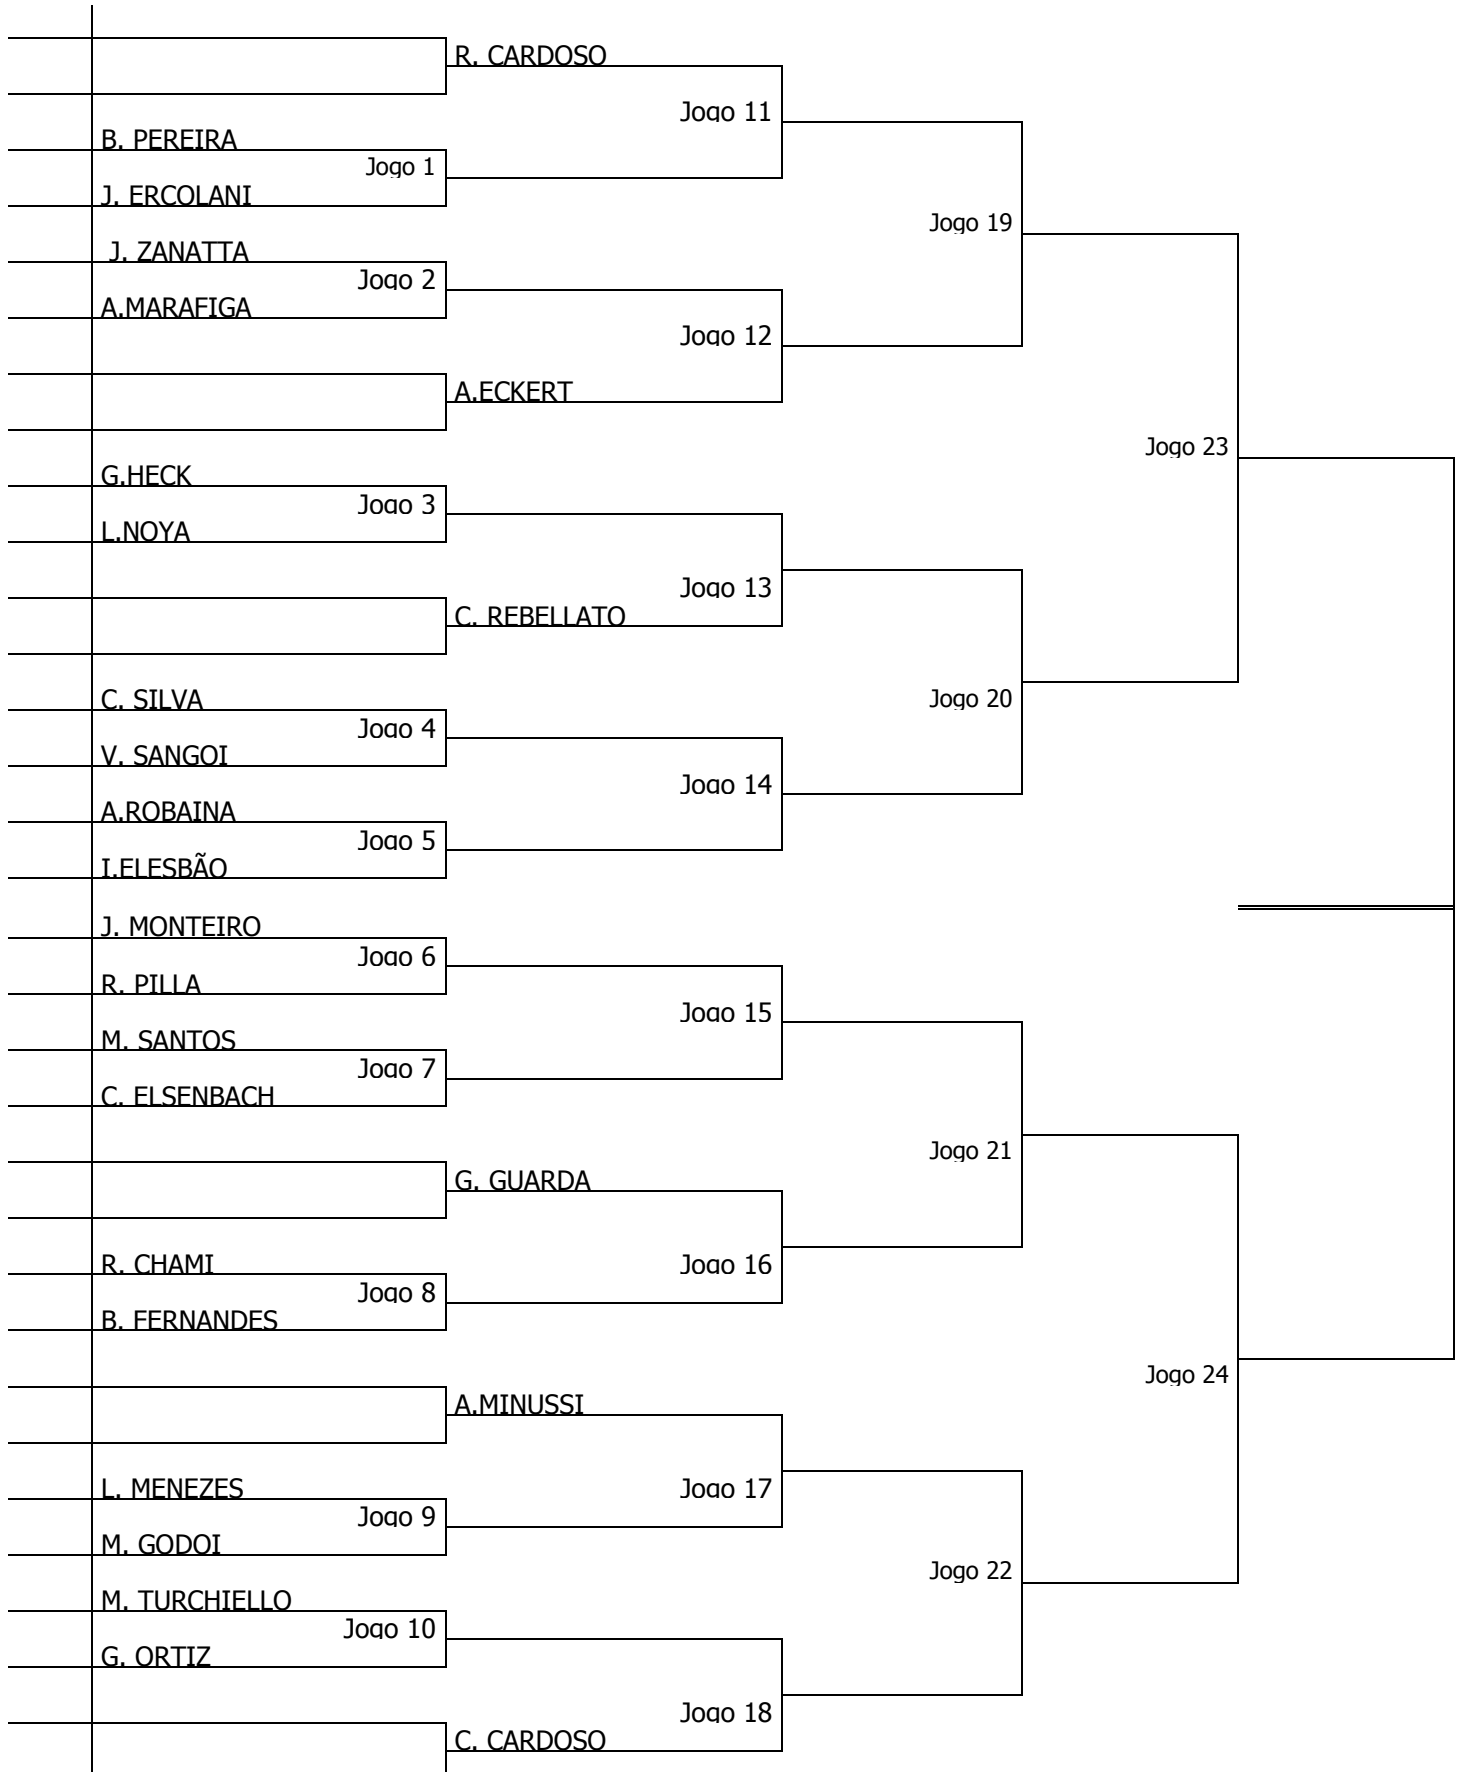 R. CARDOSO
Jogo 11
B. PEREIRA
Jogo 1
J. ERCOLANI
Jogo 19
J. ZANATTA
Jogo 2
A.MARAFIGA
Jogo 12
A.ECKERT
Jogo 23
G.HECK
Jogo 3
L.NOYA
Jogo 13
C. REBELLATO
C. SILVA
Jogo 20
Jogo 4
V. SANGOI
Jogo 14
A.ROBAINA
Jogo 5
I.ELESBÃO
J. MONTEIRO
Jogo 6
R. PILLA
Jogo 15
M. SANTOS
Jogo 7
C. ELSENBACH
Jogo 21
G. GUARDA
R. CHAMI
Jogo 16
Jogo 8
B. FERNANDES
Jogo 24
A.MINUSSI
L. MENEZES
Jogo 17
Jogo 9
M. GODOI
Jogo 22
M. TURCHIELLO
Jogo 10
G. ORTIZ
Jogo 18
C. CARDOSO